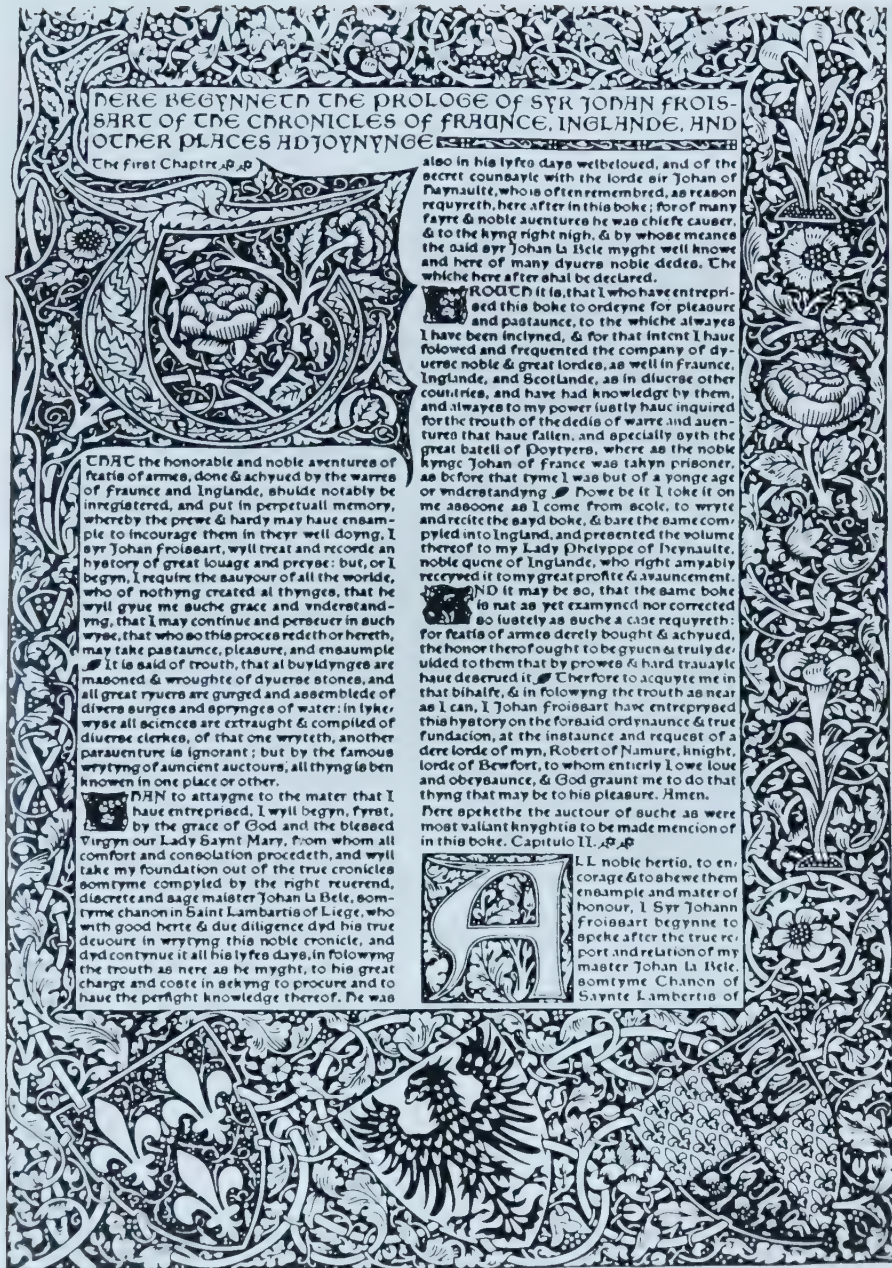 HERE BEGYNNETH THE PROLOGE OF SYR JOHAN FROIS-
SART OF THE CHRONICLES OF FRAUNCE, INGLANDE, AND
OTHER PLACES ADJOYNYNGE
The first Chaptre
T
THAT the honorable and noble aventures of
featis of armes, done & achyued by the warres
of fraunce and Inglande, shulde notably be
inregistered, and put in perpetuall memory,
whereby the prewe & hardy may haue ensam-
ple to incourage them in theyr well doyng, I
syr Johan froissart, wyll treat and recorde an
hystory of great louage and preyse: but, or I
begyn, I require the sauyour of all the worlde,
who of nothyng created al thynges, that he
wyll gyue me suche grace and vnderstand-
yng, that I may continue and perseuer in such
wyse, that who so this proces redeth or hereth,
may take pastaunce, pleasure, and ensaumple
It is said of trouth, that al buyldynges are
masoned & wroughte of dyuerse stones, and
all great ryuers are gurged and assemblede of
divers surges and sprynges of water: in lyke-
wyse all sciences are extraught & compiled of
diuerse clerkes, of that one wryteth, another
parauenture is ignorant; but by the famous
wrytyng of auncient auctours, all thyng is ben
knowen in one place or other.
THAN to attaygne to the mater that I
haue entreprised, I wyll begyn, fyrst,
by the grace of God and the blessed
Virgyn our Lady Saynt Mary, from whom all
comfort and consolation procedeth, and wyll
take my foundation out of the true cronicles
somtyme compyled by the right reuerend,
discrete and sage maister Johan la Bele, som-
tyme chanon in Saint Lambartis of Liege, who
with good herte & due diligence dyd his true
deuoure in wrytyng this noble cronicle, and
dyd contynue it all his lyfes days, in folowyng
the trouth as nere as he myght, to his great
charge and coste in sekyng to procure and to
haue the perfight knowledge thereof. He was
also in his lyfes days welbeloued, and of the
secret counsayle with the lorde sir Johan of
Haynaulte, who is often remembred, as reason
requyreth, here after in this boke; for of many
fayre & noble auentures he was chiefe causer,
& to the kyng right nigh, & by whose meanes
the said syr Johan la Bele myght well knowe
and here of many dyuers noble dedes. The
whiche here after shal be declared.
TROUTH it is, that I who have entrepri-
sed this boke to ordeyne for pleasure
and pastaunce, to the whiche alwayes
I have been inclyned, & for that intent I haue
folowed and frequented the company of dy-
uerse noble & great lordes, as well in fraunce,
Inglande, and Scotlande, as in diuerse other
countries, and have had knowledge by them,
and alwayes to my power iustly hauc inquired
for the trouth of the dedis of warre and auen-
tures that haue fallen, and specially syth the
great batell of Poytyers, where as the noble
kynge Johan of france was takyn prisoner,
as before that tyme I was but of a yonge age
or vnderstandyng Howe be it I toke it on
me assoone as I come from scole, to wryte
and recite the sayd boke, & bare the same com-
pyled into Ingland, and presented the volume
thereof to my Lady Phelyppe of Heynaulte,
noble quene of Inglande, who right amyably
receyved it to my great profite & avauncement.
AND it may be so, that the same boke
is nat as yet examyned nor corrected
so iustely as suche a case requyreth:
for featis of armes derely bought & achyued,
the honor therof ought to be gyuen & truly de-
uided to them that by prowes & hard trauayle
haue deserued it Therfore to acquyte me in
that bihalfe, & in folowyng the trouth as near
as I can, I Johan froissart have entreprysed
this hystory on the forsaid ordynaunce & true
fundacion, at the instaunce and request of a
dere lorde of myn, Robert of Namure, knight,
lorde of Bewfort, to whom entierly I owe loue
and obeysaunce, & God graunt me to do that
thyng that may be to his pleasure. Amen.
Here spekethe the auctour of suche as were
most valiant knyghtis to be made mencion of
in this boke. Capitulo II.
ALL noble hertis, to en-
corage & to shewe them
ensample and mater of
honour, I Syr Johann
froissart begynne to
speke after the true re-
port and relation of my
master Johan la Bele,
somtyme Chanon of
Saynte Lambertis of